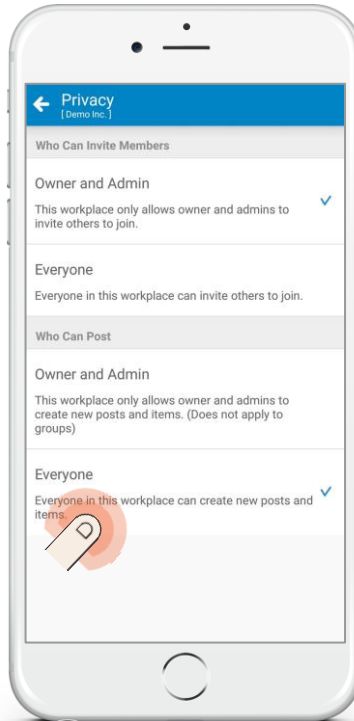 Privacy
[ Demo Inc. ]
Who Can Invite Members
Owner and Admin
This workplace only allows owner and admins to
invite others to join.
Everyone
Everyone in this workplace can invite others to join.
Who Can Post
Owner and Admin
This workplace only allows owner and admins to
create new posts and items. (Does not apply to
groups)
Everyone
Everyone in this workplace can create new posts and
items.